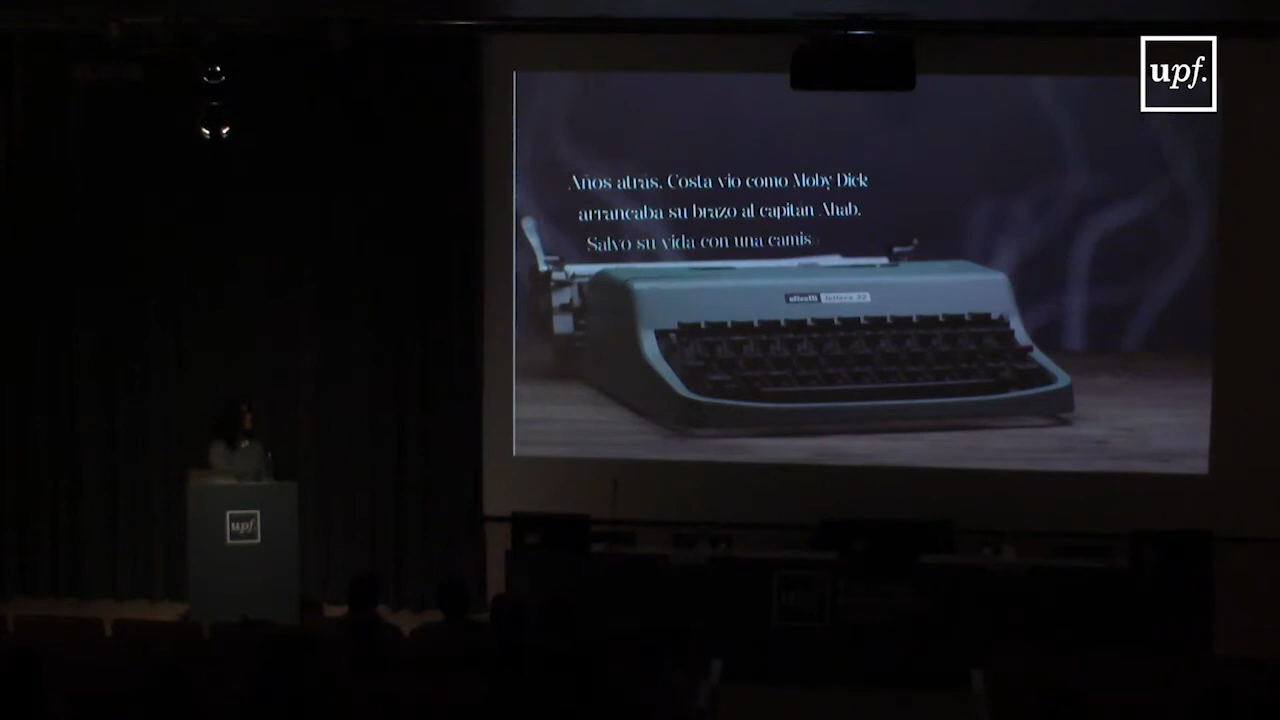 upf.
Años atrás, Costa vio como Moby Dick
arrancaba su brazo al capitán Ahab.
Salvo su vida con una camis
olivetti lettera 32
upf.